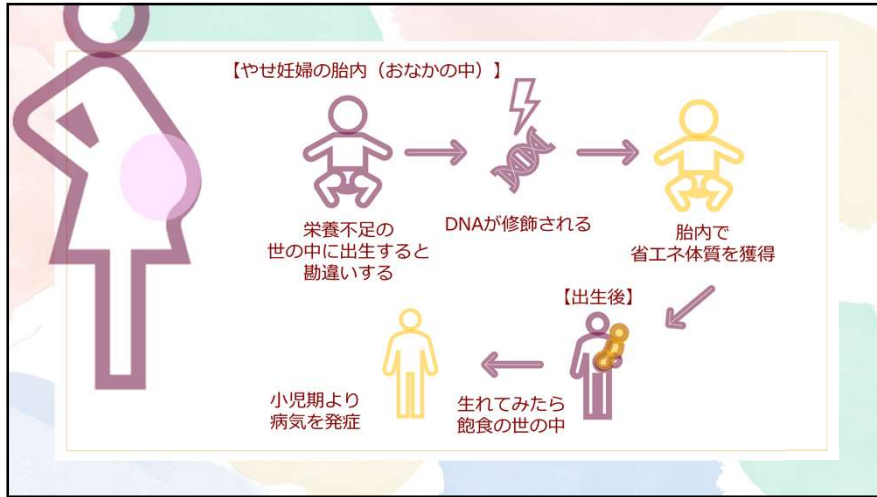 【やせ妊婦の胎内（おなかの中）】
栄養不足の
世の中に出生すると
勘違いする
DNAが修飾される
胎内で
省エネ体質を獲得
【出生後】
生れてみたら
飽食の世の中
小児期より
病気を発症